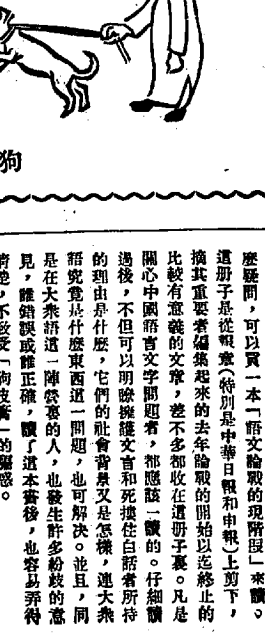 狗
麼疑問，可以買一本「語文論戰的現階段」來讀。
這册子是從報章(特別是中華日報和申報)上剪下，
摘其重要者編集起來的去年論戰的開始以迄終止的
比較有意義的文章，差不多都收在這册子裏。凡是
關心中國語言文字問題者，都應該一讀的。仔細讀
過後，不但可以明瞭擁護文言和死摟住白話者所持
的理由是什麼，它們的社會背景又是怎樣，連大衆
語究竟是什麼東西這一問題，也可解決。並且，同
是在大衆語這一陣營裏的人，也發生許多粉歧的意
見，誰錯誤或誰正確，讀了這本書後，也容易弄得
清楚，不致受「狗皮膏」的騙惑。